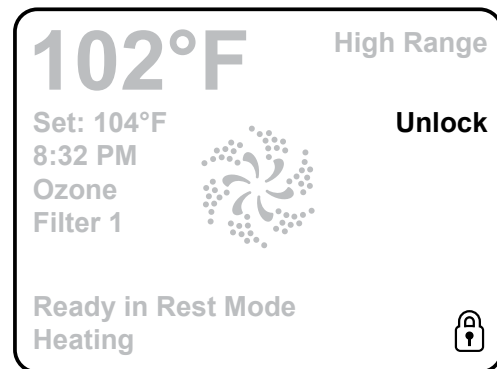 102°F
High Range
Set: 104°F
Unlock
8:32 PM
Ozone
Filter 1
Ready in Rest Mode
Heating